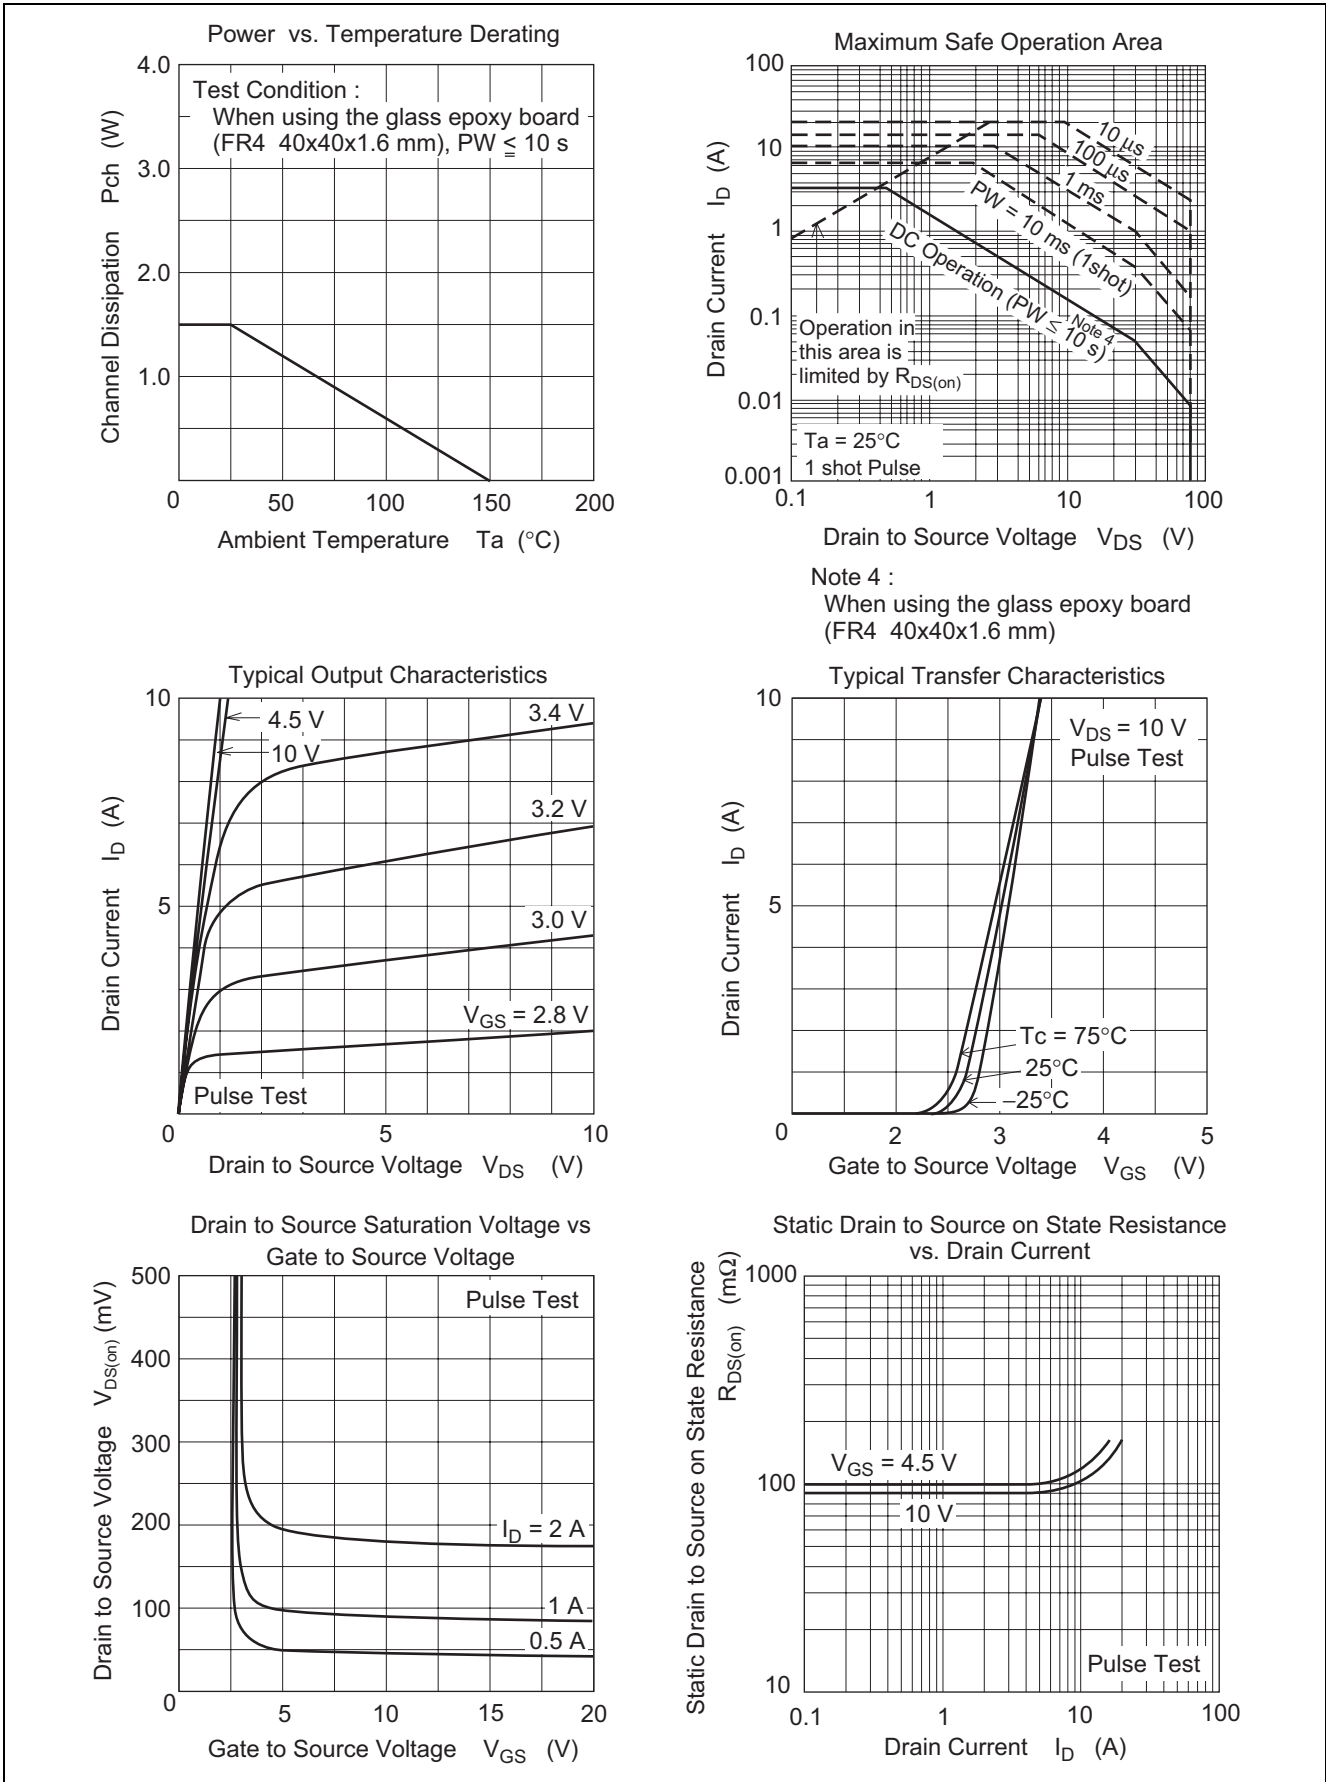 Power vs. Temperature Derating
4.0
3.0
2.0
1.0
Channel Dissipation Pch (W)
Test Condition :
When using the glass epoxy board
(FR4 40x40x1.6 mm), PW ≦ 10 s
0 50 100 150 200
Ambient Temperature Ta (°C)
Maximum Safe Operation Area
100
10
1
0.1
0.01
0.001
Drain Current I_D (A)
10 µs
100 µs
1 ms
PW = 10 ms (1shot)
DC Operation (PW ≤ 10 s) Note 4
Operation in
this area is
limited by R_DS(on)
Ta = 25°C
1 shot Pulse
0.1 1 10 100
Drain to Source Voltage V_DS (V)
Note 4 :
When using the glass epoxy board
(FR4 40x40x1.6 mm)
Typical Output Characteristics
10
5
0
Drain Current I_D (A)
4.5 V
10 V
3.4 V
3.2 V
3.0 V
V_GS = 2.8 V
Pulse Test
5 10
Drain to Source Voltage V_DS (V)
Typical Transfer Characteristics
10
5
Drain Current I_D (A)
V_DS = 10 V
Pulse Test
Tc = 75°C
25°C
–25°C
0 2 3 4 5
Gate to Source Voltage V_GS (V)
Drain to Source Saturation Voltage vs
Gate to Source Voltage
500
400
300
200
100
0
Drain to Source Voltage V_DS(on) (mV)
Pulse Test
I_D = 2 A
1 A
0.5 A
5 10 15 20
Gate to Source Voltage V_GS (V)
Static Drain to Source on State Resistance
vs. Drain Current
1000
100
10
Static Drain to Source on State Resistance
R_DS(on) (mΩ)
V_GS = 4.5 V
10 V
Pulse Test
0.1 1 10 100
Drain Current I_D (A)